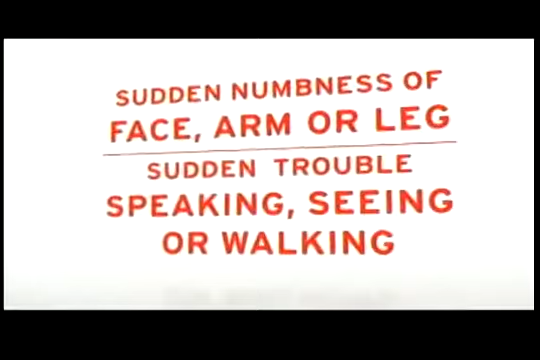 SUDDEN NUMBNESS OF
FACE, ARM OR LEG
SUDDEN TROUBLE
SPEAKING, SEEING
OR WALKING